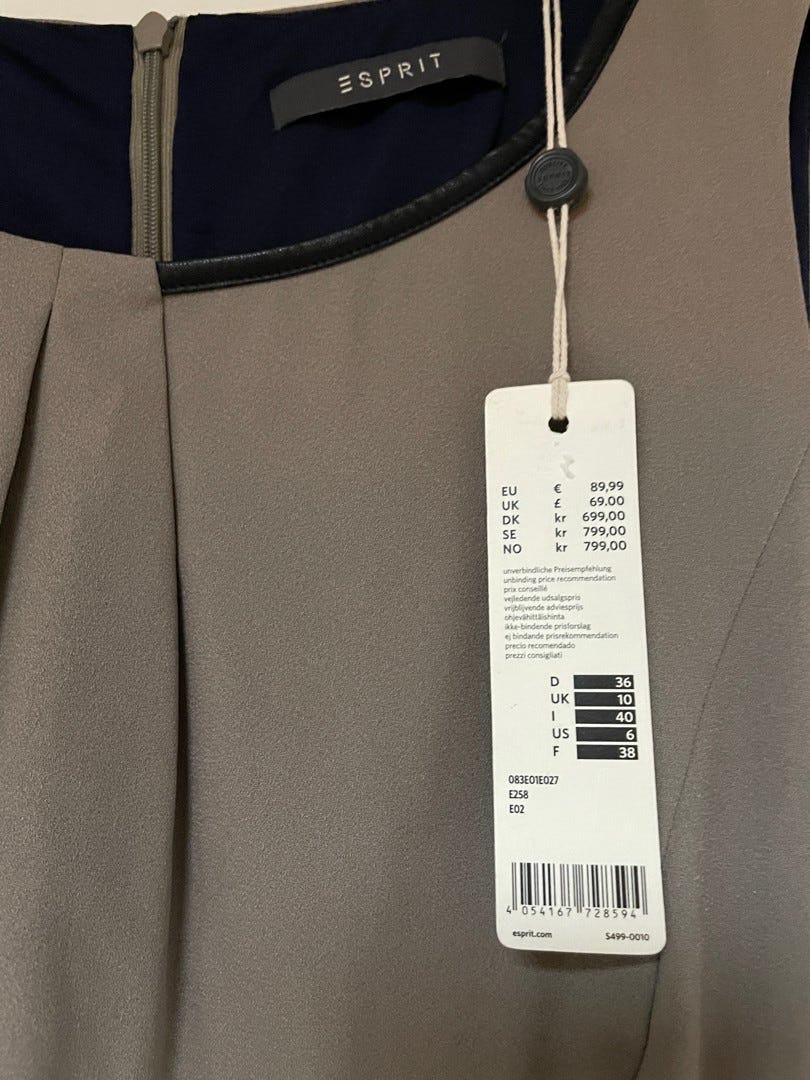 ESPRIT
ESPRIT
EU € 89,99
UK £ 69.00
DK kr 699,00
SE kr 799,00
NO kr 799,00
unverbindliche Preisempfehlung
unbinding price recommendation
prix conseillé
vejledende udsalgspris
vrijblijvende adviesprijs
ohjevähittäishinta
ikke-bindende prisforslag
ej bindande prisrekommendation
precio recomendado
prezzi consigliati
D 36
UK 10
I 40
US 6
F 38
083EO1E027
E258
E02
4 054167 728594
esprit.com S499-0010